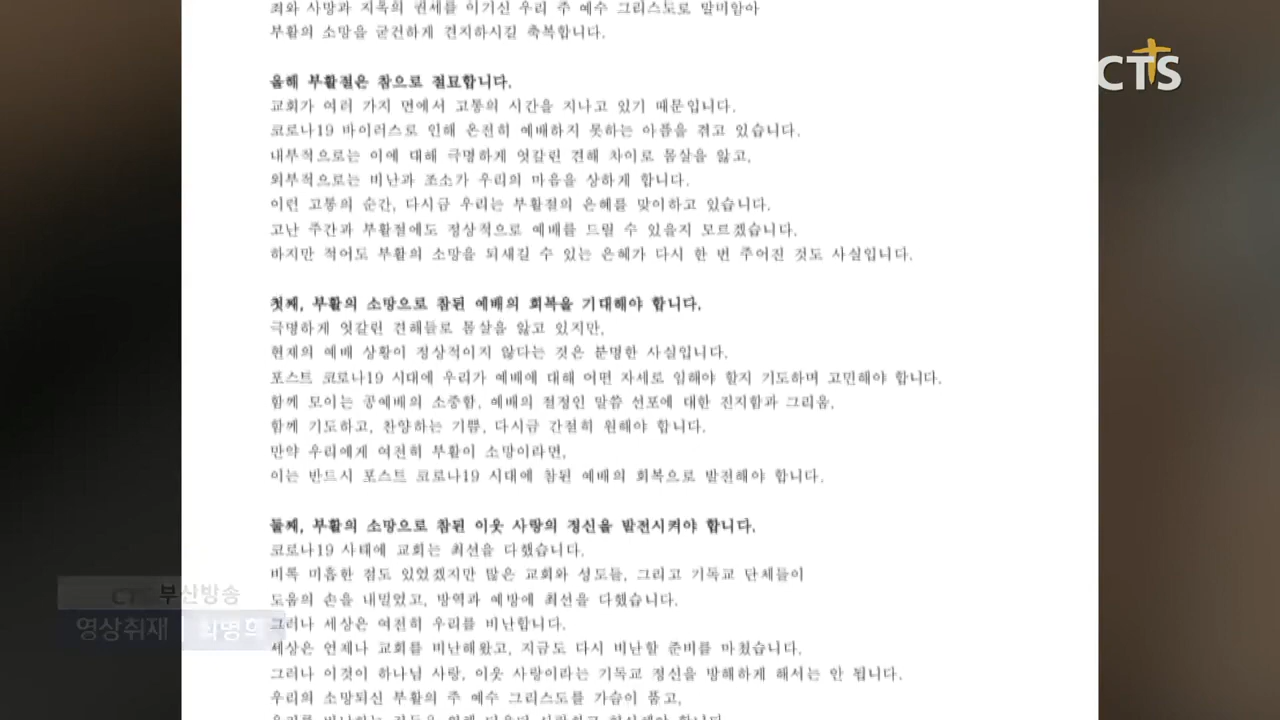 죄와 사망과 지옥의 권세를 이기신 우리 주 예수 그리스도로 말미암아
부활의 소망을 굳건하게 견지하시길 축복합니다.
올해 부활절은 참으로 절묘합니다.
교회가 여러 가지 면에서 고통의 시간을 지나고 있기 때문입니다.
코로나19 바이러스로 인해 온전히 예배하지 못하는 아픔을 겪고 있습니다.
내부적으로는 이에 대해 극명하게 엇갈린 견해 차이로 몸살을 앓고,
외부적으로는 비난과 조소가 우리의 마음을 상하게 합니다.
이런 고통의 순간, 다시금 우리는 부활절의 은혜를 맞이하고 있습니다.
고난 주간과 부활절에도 정상적으로 예배를 드릴 수 있을지 모르겠습니다.
하지만 적어도 부활의 소망을 되새길 수 있는 은혜가 다시 한 번 주어진 것도 사실입니다.
첫째, 부활의 소망으로 참된 예배의 회복을 기대해야 합니다.
극명하게 엇갈린 견해들로 몸살을 앓고 있지만,
현재의 예배 상황이 정상적이지 않다는 것은 분명한 사실입니다.
포스트 코로나19 시대에 우리가 예배에 대해 어떤 자세로 임해야 할지 기도하며 고민해야 합니다.
함께 모이는 공예배의 소중함, 예배의 절정인 말씀 선포에 대한 진지함과 그리움,
함께 기도하고, 찬양하는 기쁨, 다시금 간절히 원해야 합니다.
만약 우리에게 여전히 부활이 소망이라면,
이는 반드시 포스트 코로나19 시대에 참된 예배의 회복으로 발전해야 합니다.
둘째, 부활의 소망으로 참된 이웃 사랑의 정신을 발전시켜야 합니다.
코로나19 사태에 교회는 최선을 다했습니다.
비록 미흡한 점도 있었겠지만 많은 교회와 성도들, 그리고 기독교 단체들이
도움의 손을 내밀었고, 방역과 예방에 최선을 다했습니다.
그러나 세상은 여전히 우리를 비난합니다.
세상은 언제나 교회를 비난해왔고, 지금도 다시 비난할 준비를 마쳤습니다.
그러나 이것이 하나님 사랑, 이웃 사랑이라는 기독교 정신을 방해하게 해서는 안 됩니다.
우리의 소망되신 부활의 주 예수 그리스도를 가슴이 품고,
CTS
CTS 부산방송
영상취재